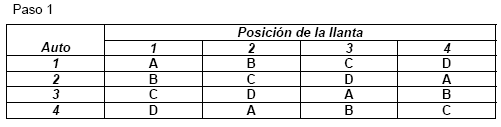 Paso 1
Posición de la llanta
Auto 1 2 3 4
1 A B C D
2 B C D A
3 C D A B
4 D A B C